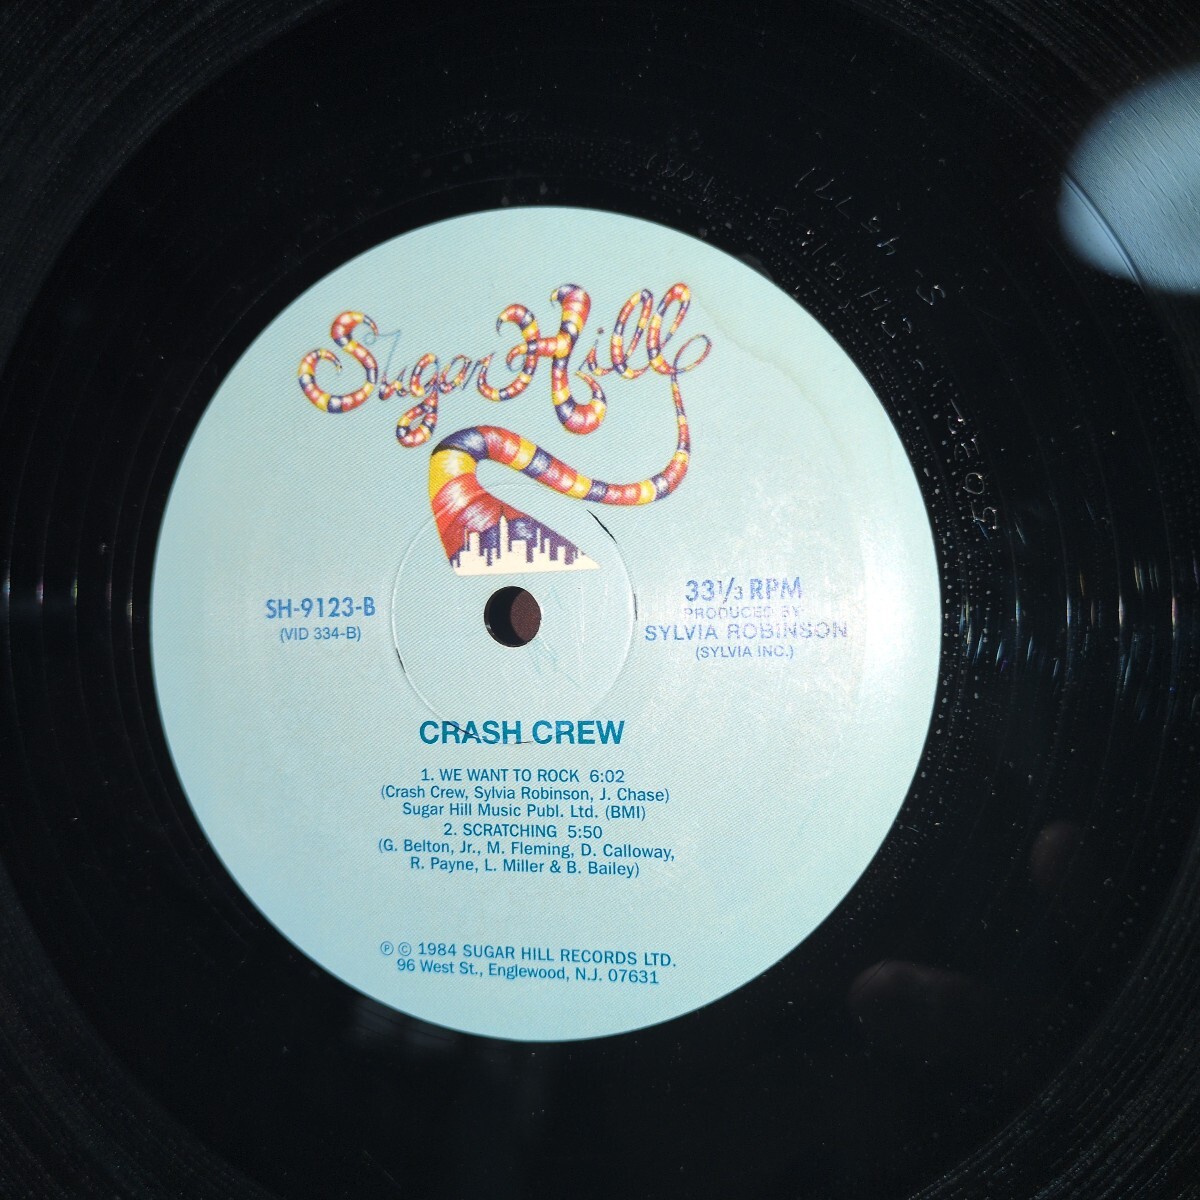 Sugar Hill
SH-9123-B
(VID 334-B)
33 1/3 RPM
PRODUCED BY
SYLVIA ROBINSON
(SYLVIA INC.)
CRASH CREW
1. WE WANT TO ROCK 6:02
(Crash Crew, Sylvia Robinson, J. Chase)
Sugar Hill Music Publ. Ltd. (BMI)
2. SCRATCHING 5:50
(G. Belton, Jr., M. Fleming, D. Calloway,
R. Payne, L. Miller & B. Bailey)
℗ © 1984 SUGAR HILL RECORDS LTD.
96 West St., Englewood, N.J. 07631